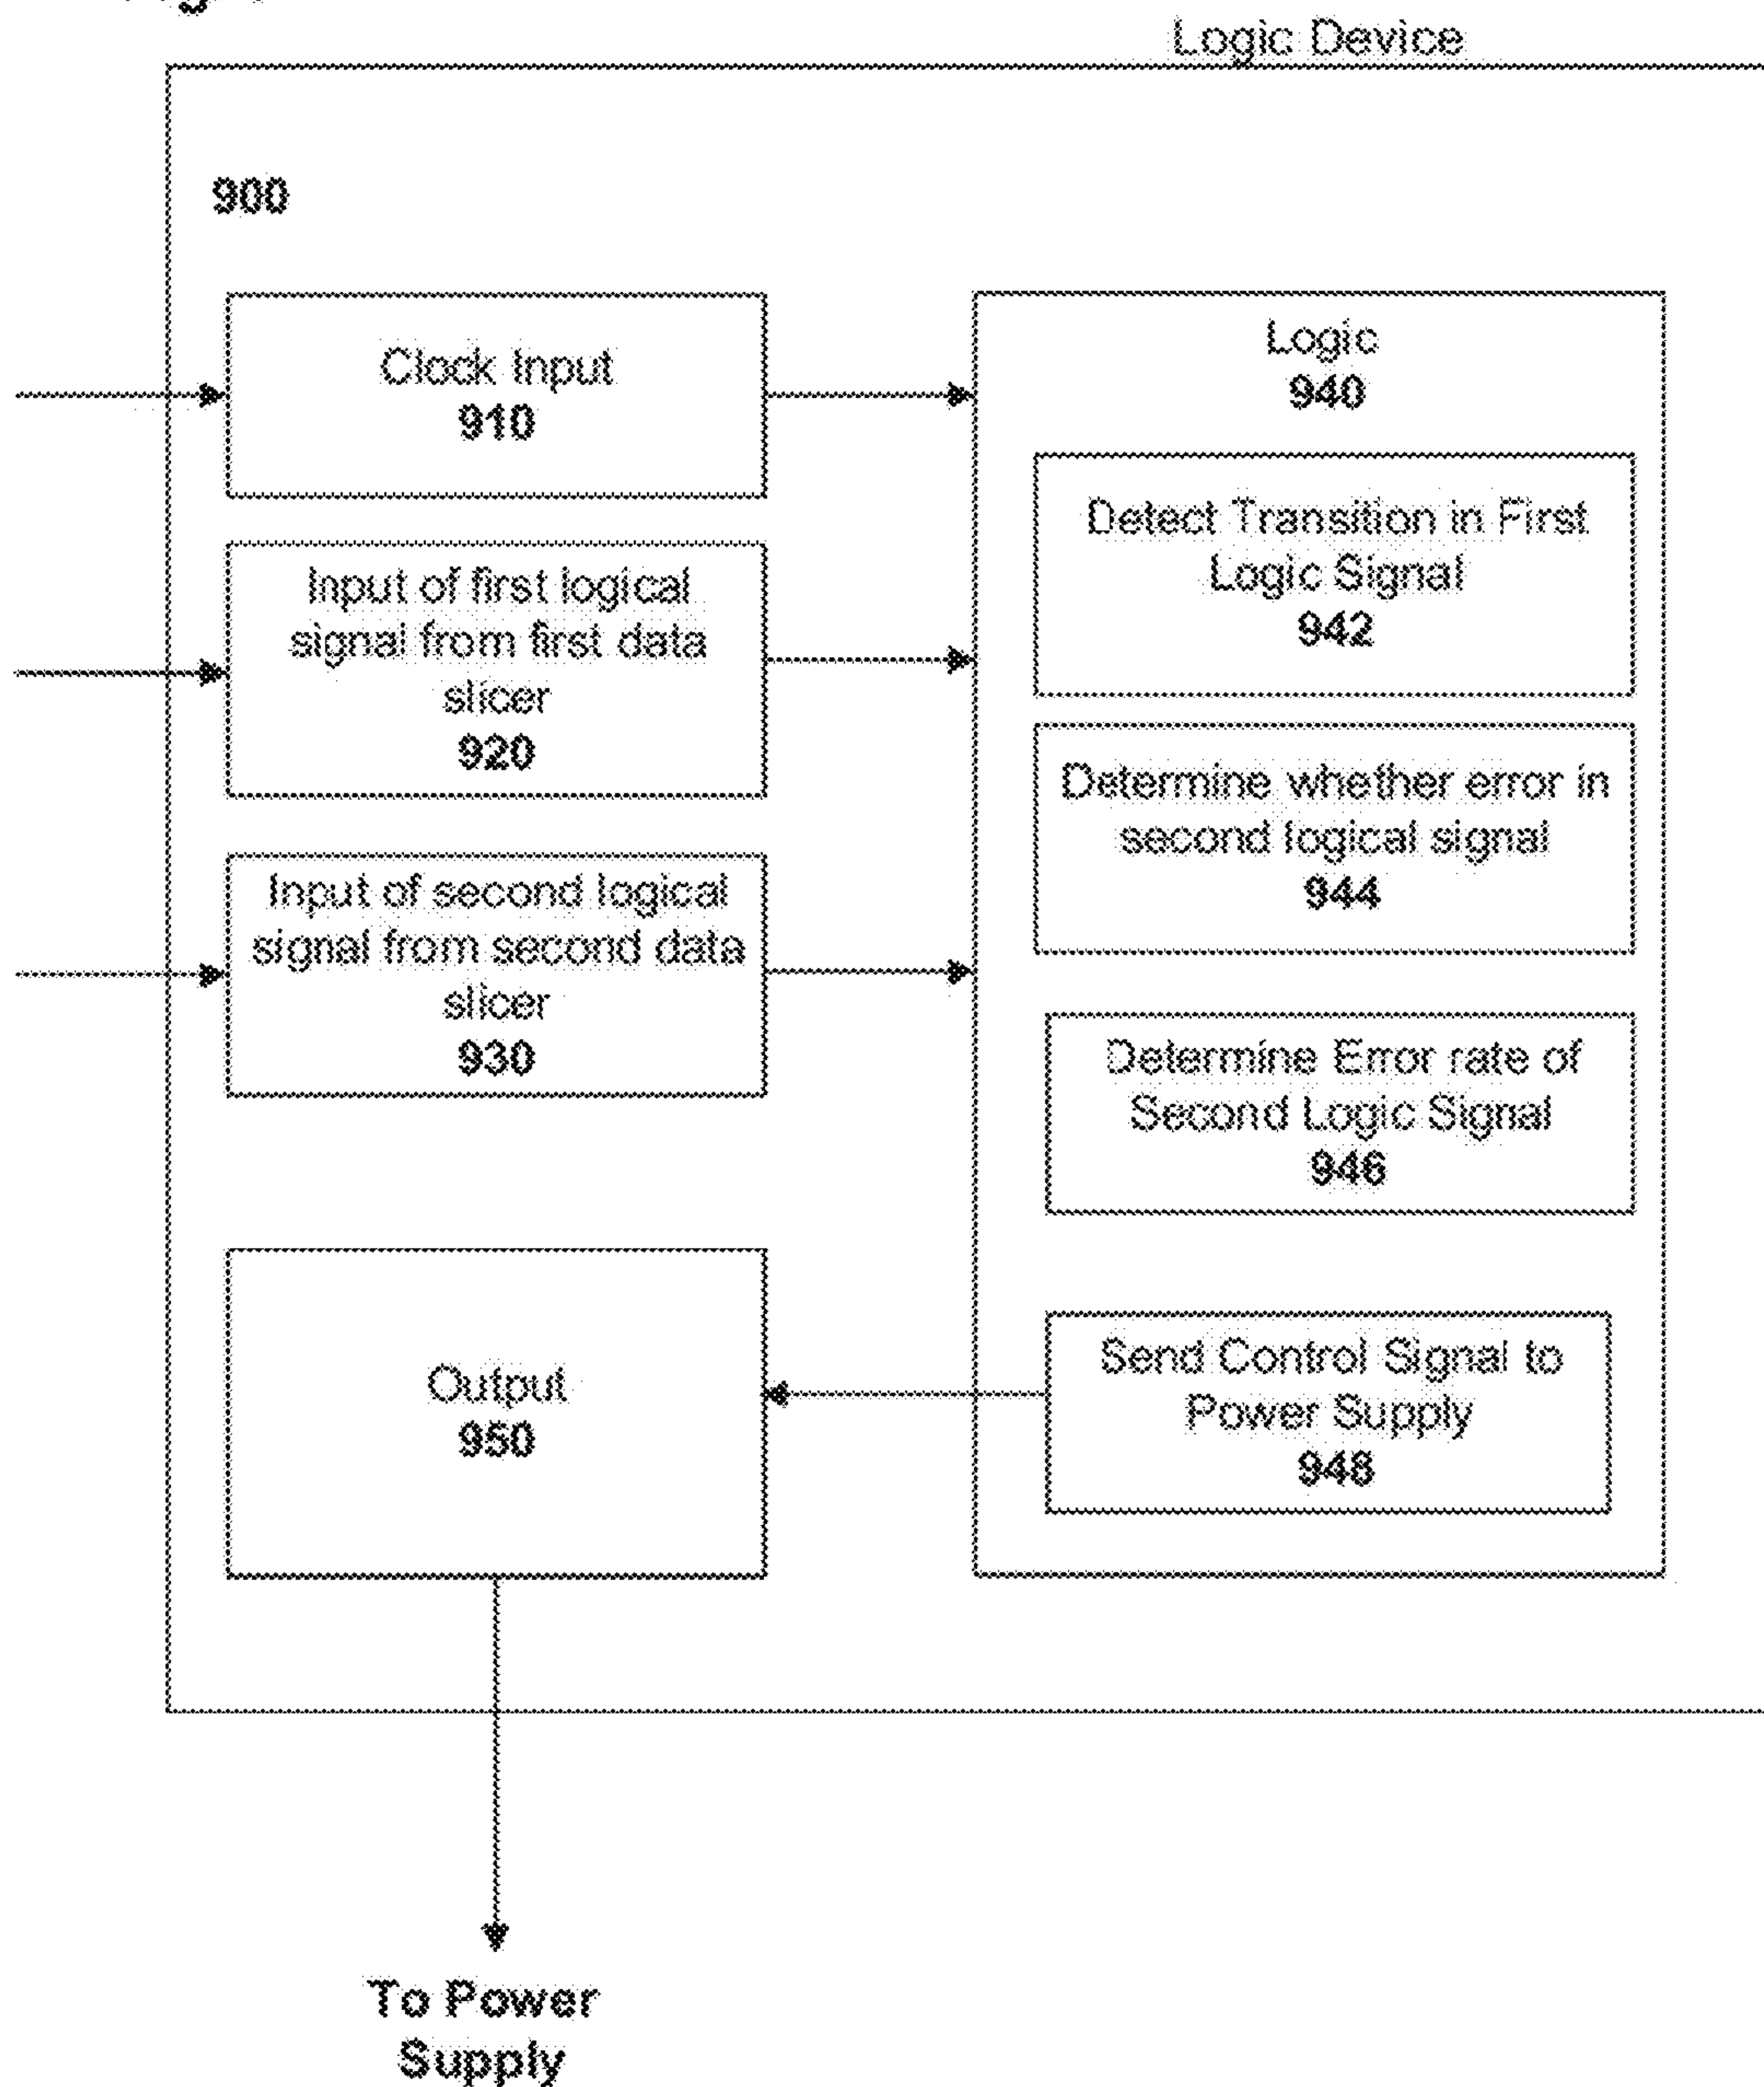 Logic Device
900
Clock Input
910
Input of first logical
signal from first data
slicer
920
Input of second logical
signal from second data
slicer
930
Output
950
Logic
940
Detect Transition in First
Logic Signal
942
Determine whether error in
second logical signal
944
Determine Error rate of
Second Logic Signal
946
Send Control Signal to
Power Supply
948
To Power
Supply